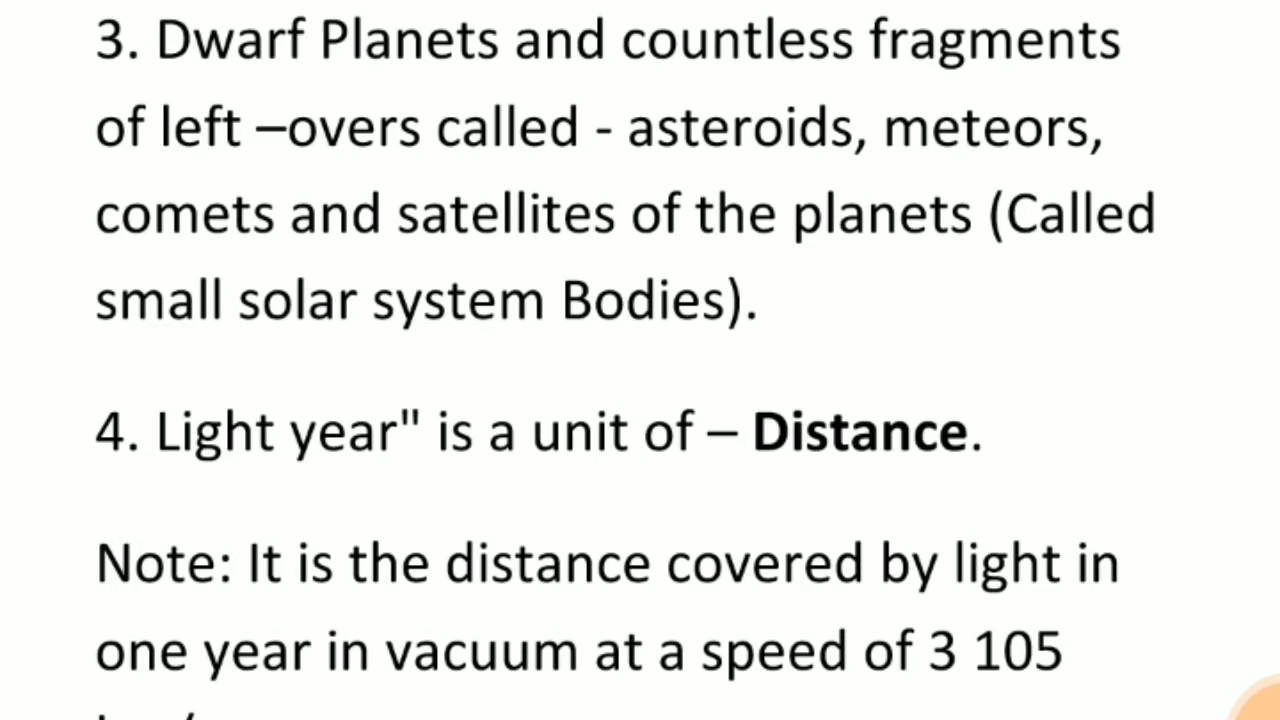 3. Dwarf Planets and countless fragments
of left –overs called - asteroids, meteors,
comets and satellites of the planets (Called
small solar system Bodies).
4. Light year" is a unit of – Distance.
Note: It is the distance covered by light in
one year in vacuum at a speed of 3 105